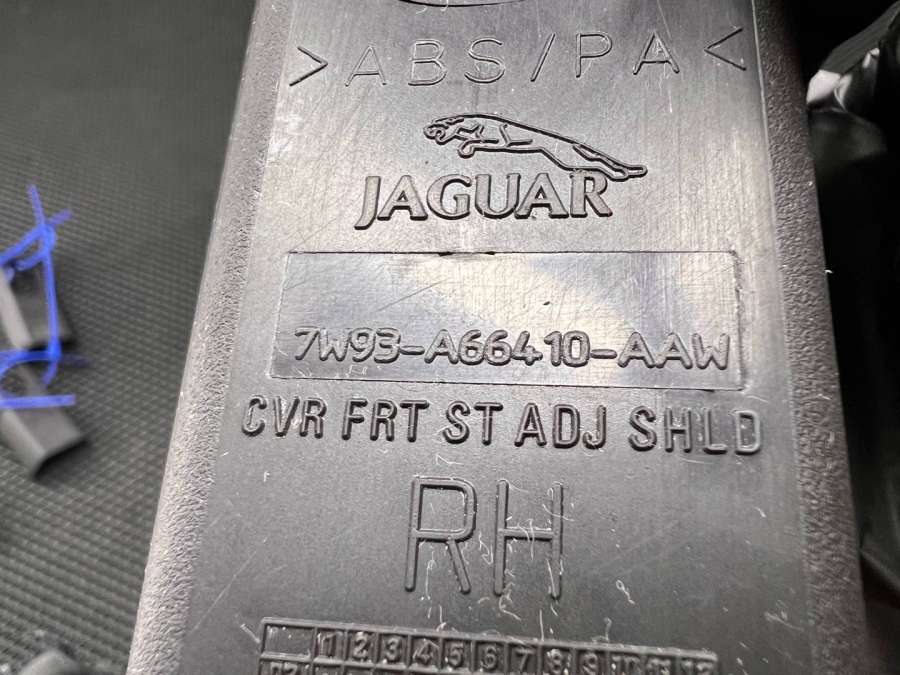 >ABS/PA<
JAGUAR
7W93-A66410-AAW
CVR FRT ST ADJ SHLD
RH
1 2 3 4 5 6 7 8 9 10 11 12